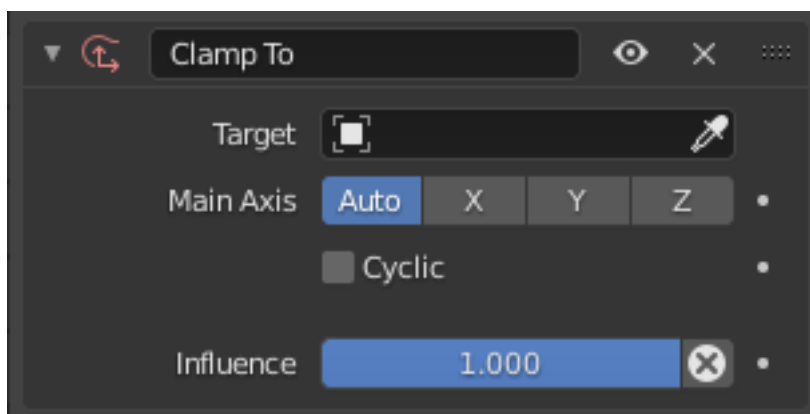 Clamp To
Target
Main Axis Auto X Y Z
Cyclic
Influence 1.000